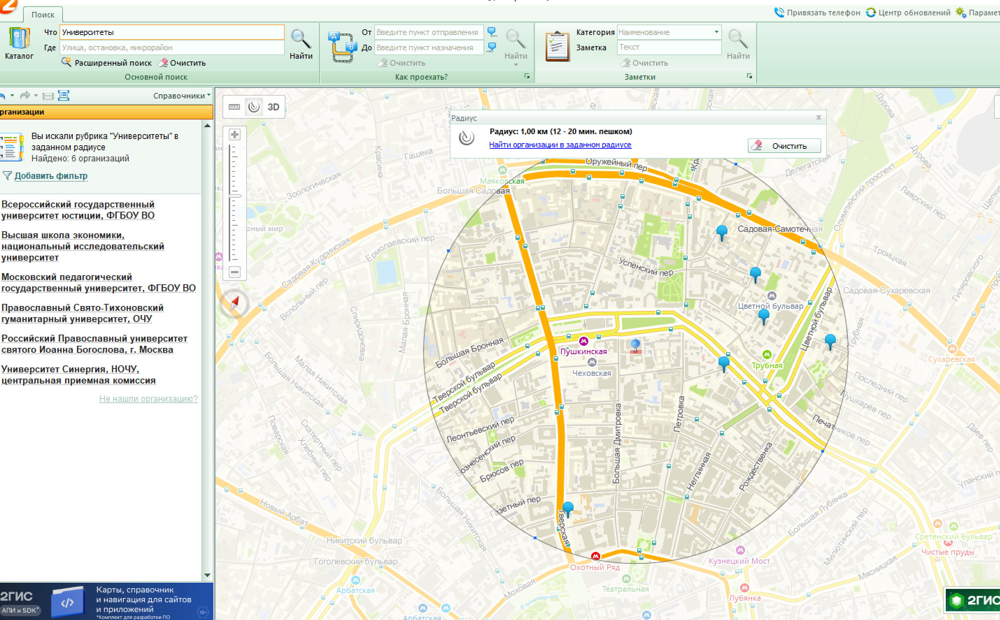 Поиск
Привязать телефон
Центр обновлений
Каталог
Что
Университеты
Где
Улица, остановка, микрорайон
Расширенный поиск
Очистить
Найти
Основной поиск
A
B
От
Введите пункт отправления
До
Введите пункт назначения
Очистить
Найти
Как проехать?
Категория
Наименование
Заметка
Текст
Очистить
Найти
Заметки
Справочники
Вы искали рубрика "Университеты" в
заданном радиусе
Найдено: 6 организаций
Добавить фильтр
Всероссийский государственный
университет юстиции, ФГБОУ ВО
Высшая школа экономики,
национальный исследовательский
университет
Московский педагогический
государственный университет, ФГБОУ ВО
Православный Свято-Тихоновский
гуманитарный университет, ОЧУ
Российский Православный университет
святого Иоанна Богослова, г. Москва
Университет Синергия, НОЧУ,
центральная приемная комиссия
Не нашли организацию?
2ГИС
АПИ и SDK*
</>
Карты, справочник
и навигация для сайтов
и приложений
*Комплект для разработки ПО
18+
3D
Радиус
x
Радиус: 1,00 км (12 - 20 мин. пешком)
Найти организации в заданном радиусе
Очистить
Красина
Гашека
Зоологическая
Оружейный пер
Маяковская
Большая Садовая
Дурова
Дурова
Делегатская
Олимпийский проспект
Лаврский пер
Садовая-Самотечная
Троицкая
Ермолаевский пер
Садовая-Кудринская
Успенский пер
Вспольный пер
Гиляровского
Садовая-Сухаревская
Спиридоновка
Малая Бронная
Цветной бульвар
Цветной бульвар
Трубная
Большая Бронная
Пушкинская
Чеховская
Трубная
Сухаревская
Малая Никитская
Большая Никитская
Тверской бульвар
Тверской бульвар
Последний пер
Пушкарёв пер
Печатников пер
Даев пер
Петровка
Большая Дмитровка
Леонтьевский пер
Вознесенский пер
Брюсов пер
Поварская
Скатертный пер
Хлебный пер
Неглинная
Рождественка
Газетный пер
Тверская
Большая Никитская
Новый Арбат
Большая Лубянка
Милютинский пер
Никитский бульвар
Гоголевский бульвар
Сретенский бульвар
Чистые пруды
Кузнецкий Мост
Охотный Ряд
Мясницкая
Арбатская
Моховая
Театральная
Лубянка
Арбатская